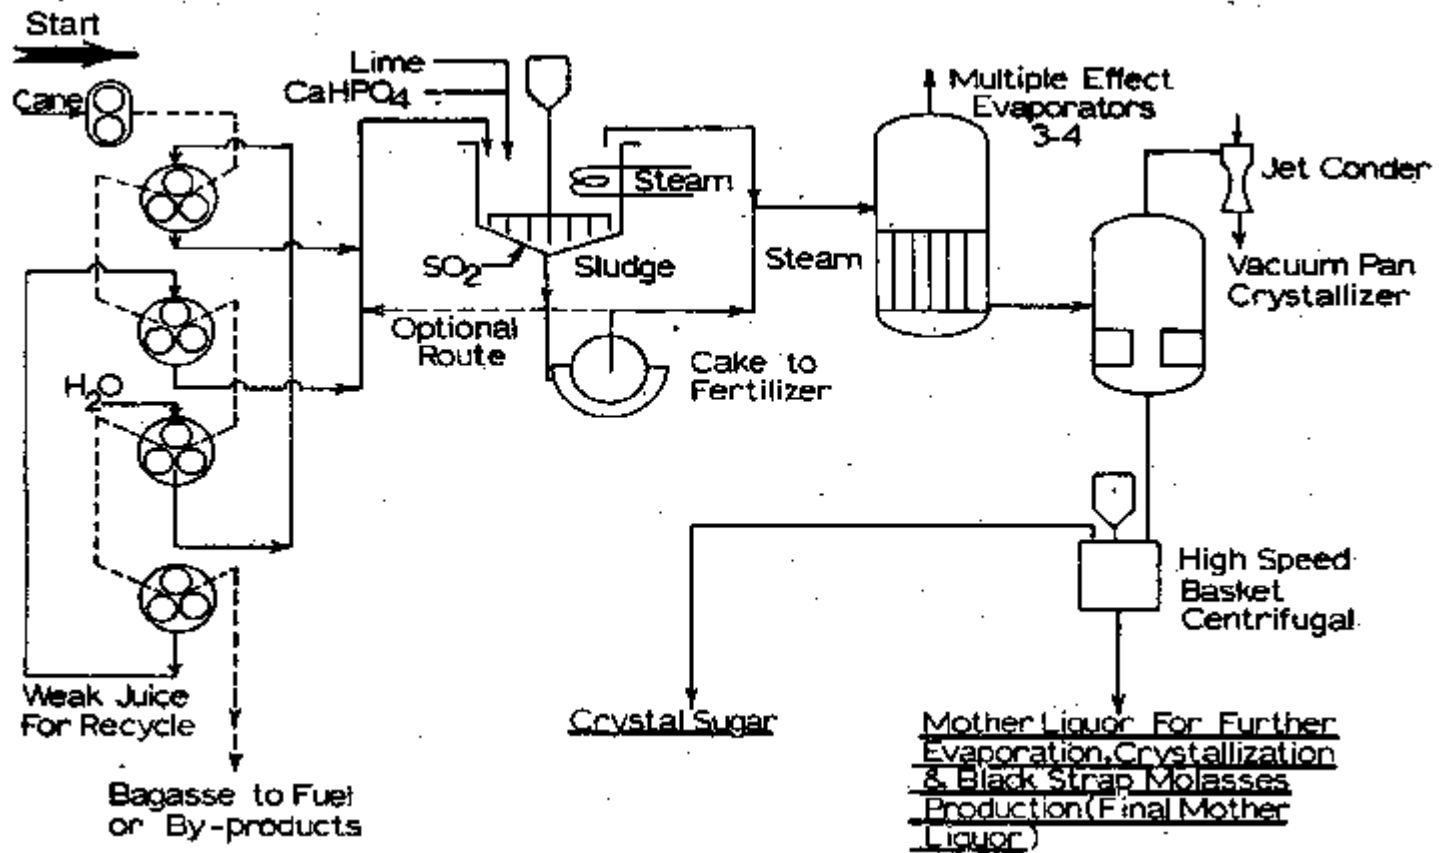 Start
Cane
Lime
CaHPO4
Steam
SO2
Sludge
Optional
Route
Cake to
Fertilizer
Steam
Multiple Effect
Evaporators
3-4
Jet Conder
Vacuum Pan
Crystallizer
H2O
High Speed
Basket
Centrifugal
Weak Juice
For Recycle
Bagasse to Fuel
or By-products
Crystal Sugar
Mother Liquor For Further
Evaporation, Crystallization
& Black Strap Molasses
Production (Final Mother
Liquor)